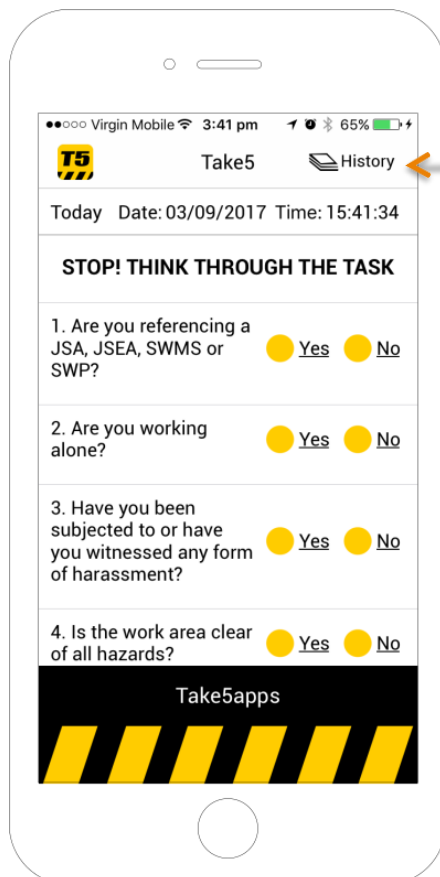 ●●○○○ Virgin Mobile 3:41 pm 65%
T5 Take5 History
Today Date: 03/09/2017 Time: 15:41:34
STOP! THINK THROUGH THE TASK
1. Are you referencing a
JSA, JSEA, SWMS or
SWP?
Yes No
2. Are you working
alone?
Yes No
3. Have you been
subjected to or have
you witnessed any form
of harassment?
Yes No
4. Is the work area clear
of all hazards?
Yes No
Take5apps